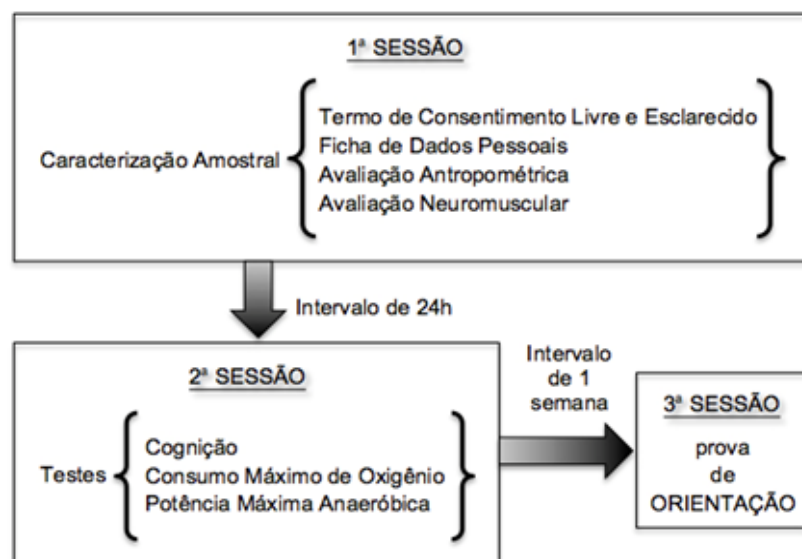 1ª SESSÃO
Caracterização Amostral
Termo de Consentimento Livre e Esclarecido
Ficha de Dados Pessoais
Avaliação Antropométrica
Avaliação Neuromuscular
Intervalo de 24h
2ª SESSÃO
Testes
Cognição
Consumo Máximo de Oxigênio
Potência Máxima Anaeróbica
Intervalo
de 1
semana
3ª SESSÃO
prova
de
ORIENTAÇÃO